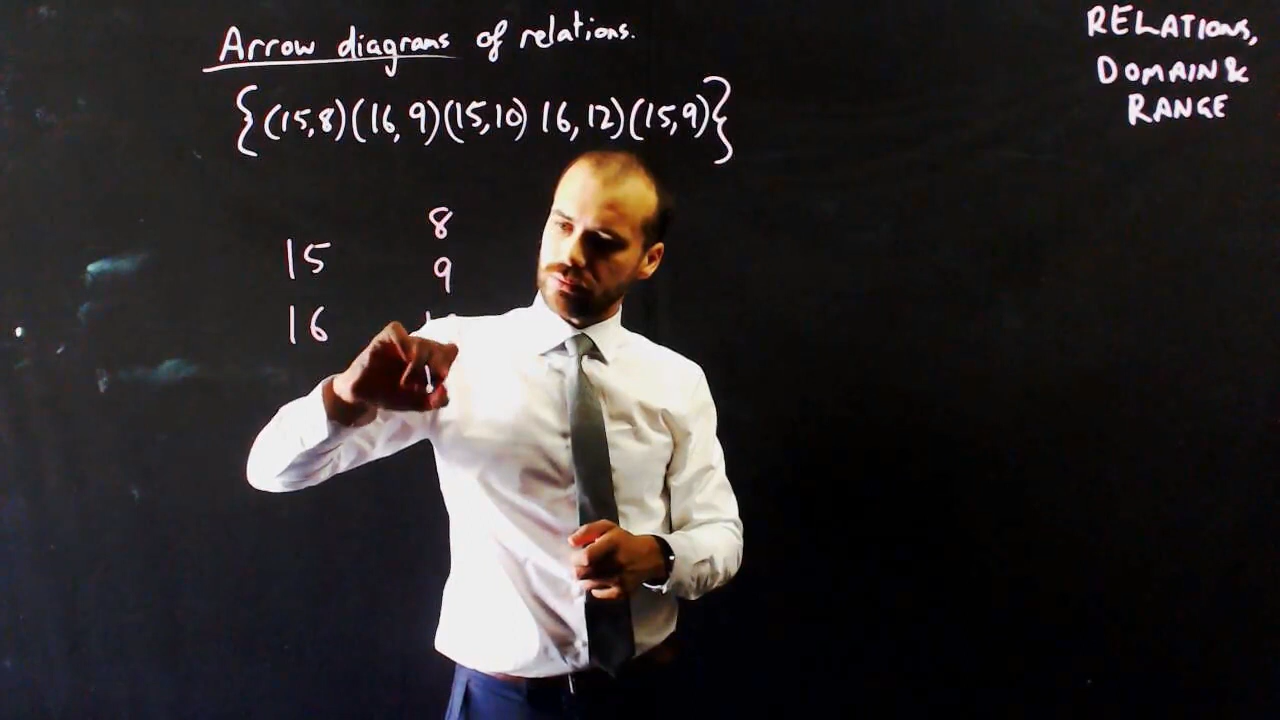 Arrow diagrams of relations.
{(15,8)(16,9)(15,10) 16,12)(15,9)}
RELATIONS,
DOMAIN &
RANGE
8
15
9
16